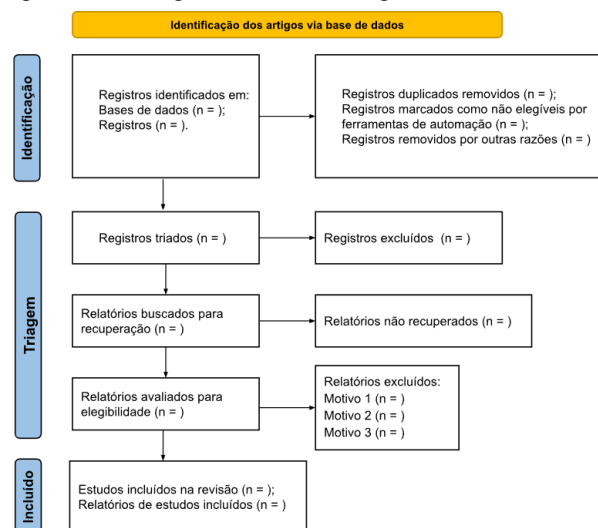 Identificação dos artigos via base de dados
Identificação
Registros identificados em:
Bases de dados (n = );
Registros (n = ).
Registros duplicados removidos (n = );
Registros marcados como não elegíveis por
ferramentas de automação (n = );
Registros removidos por outras razões (n = )
Triagem
Registros triados (n = )
Registros excluídos (n = )
Relatórios buscados para
recuperação (n = )
Relatórios não recuperados (n = )
Relatórios avaliados para
elegibilidade (n = )
Relatórios excluídos:
Motivo 1 (n = )
Motivo 2 (n = )
Motivo 3 (n = )
Incluído
Estudos incluídos na revisão (n = );
Relatórios de estudos incluídos (n = )